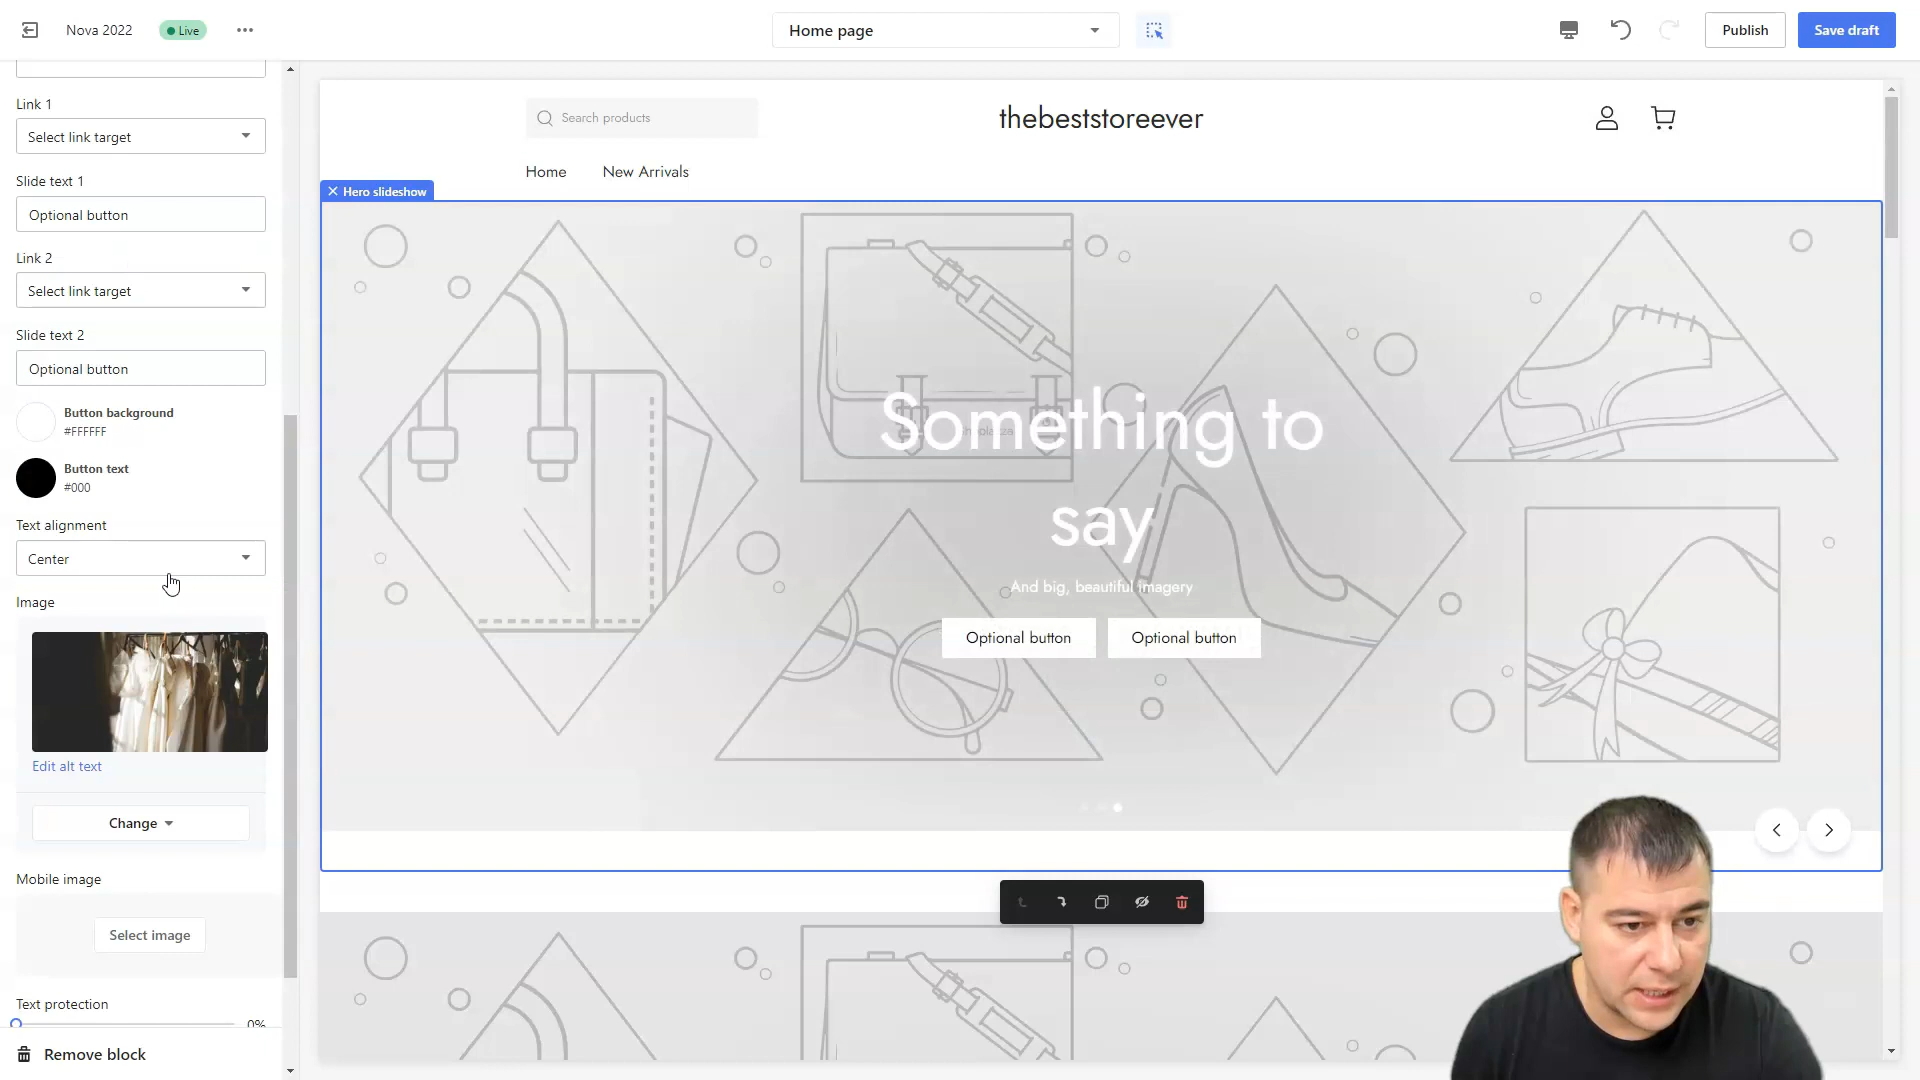 Nova 2022
Live
Home page
Publish
Save draft
Link 1
Select link target
Slide text 1
Optional button
Link 2
Select link target
Slide text 2
Optional button
Button background
#FFFFFF
Button text
#000
Text alignment
Center
Image
Edit alt text
Change
Mobile image
Select image
Text protection
0%
Remove block
Search products
thebeststoreever
Home
New Arrivals
Hero slideshow
Something to
say
And big, beautiful imagery
Optional button
Optional button